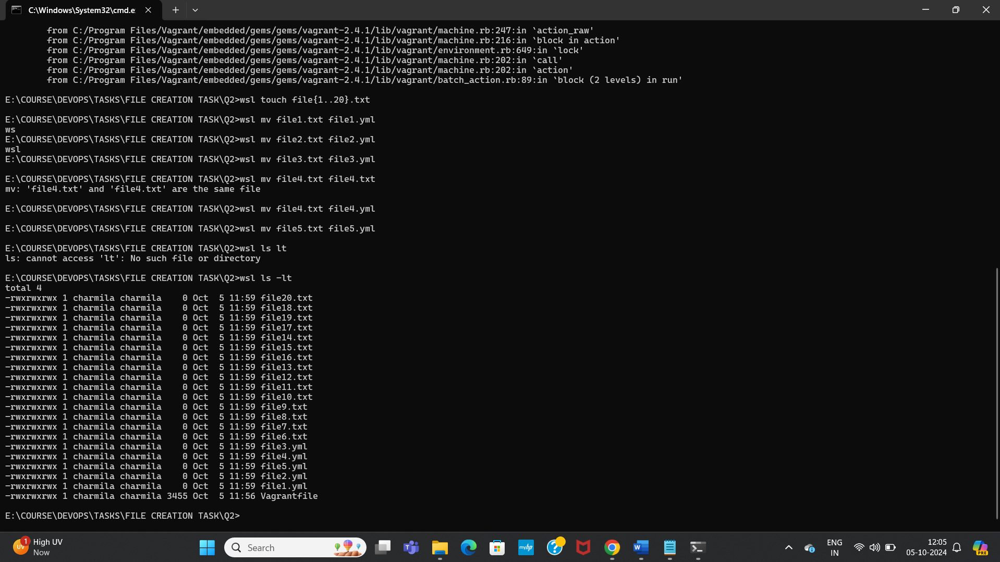 C:\Windows\System32\cmd.e
from C:/Program Files/Vagrant/embedded/gems/gems/vagrant-2.4.1/lib/vagrant/machine.rb:247:in `action_raw'
from C:/Program Files/Vagrant/embedded/gems/gems/vagrant-2.4.1/lib/vagrant/machine.rb:216:in `block in action'
from C:/Program Files/Vagrant/embedded/gems/gems/vagrant-2.4.1/lib/vagrant/environment.rb:649:in `lock'
from C:/Program Files/Vagrant/embedded/gems/gems/vagrant-2.4.1/lib/vagrant/machine.rb:202:in `call'
from C:/Program Files/Vagrant/embedded/gems/gems/vagrant-2.4.1/lib/vagrant/machine.rb:202:in `action'
from C:/Program Files/Vagrant/embedded/gems/gems/vagrant-2.4.1/lib/vagrant/batch_action.rb:89:in `block (2 levels) in run'
E:\COURSE\DEVOPS\TASKS\FILE CREATION TASK\Q2>wsl touch file{1..20}.txt
E:\COURSE\DEVOPS\TASKS\FILE CREATION TASK\Q2>wsl mv file1.txt file1.yml
ws
E:\COURSE\DEVOPS\TASKS\FILE CREATION TASK\Q2>wsl mv file2.txt file2.yml
wsl
E:\COURSE\DEVOPS\TASKS\FILE CREATION TASK\Q2>wsl mv file3.txt file3.yml
E:\COURSE\DEVOPS\TASKS\FILE CREATION TASK\Q2>wsl mv file4.txt file4.txt
mv: 'file4.txt' and 'file4.txt' are the same file
E:\COURSE\DEVOPS\TASKS\FILE CREATION TASK\Q2>wsl mv file4.txt file4.yml
E:\COURSE\DEVOPS\TASKS\FILE CREATION TASK\Q2>wsl mv file5.txt file5.yml
E:\COURSE\DEVOPS\TASKS\FILE CREATION TASK\Q2>wsl ls lt
ls: cannot access 'lt': No such file or directory
E:\COURSE\DEVOPS\TASKS\FILE CREATION TASK\Q2>wsl ls -lt
total 4
-rwxrwxrwx 1 charmila charmila    0 Oct  5 11:59 file20.txt
-rwxrwxrwx 1 charmila charmila    0 Oct  5 11:59 file18.txt
-rwxrwxrwx 1 charmila charmila    0 Oct  5 11:59 file19.txt
-rwxrwxrwx 1 charmila charmila    0 Oct  5 11:59 file17.txt
-rwxrwxrwx 1 charmila charmila    0 Oct  5 11:59 file14.txt
-rwxrwxrwx 1 charmila charmila    0 Oct  5 11:59 file15.txt
-rwxrwxrwx 1 charmila charmila    0 Oct  5 11:59 file16.txt
-rwxrwxrwx 1 charmila charmila    0 Oct  5 11:59 file13.txt
-rwxrwxrwx 1 charmila charmila    0 Oct  5 11:59 file12.txt
-rwxrwxrwx 1 charmila charmila    0 Oct  5 11:59 file11.txt
-rwxrwxrwx 1 charmila charmila    0 Oct  5 11:59 file10.txt
-rwxrwxrwx 1 charmila charmila    0 Oct  5 11:59 file9.txt
-rwxrwxrwx 1 charmila charmila    0 Oct  5 11:59 file8.txt
-rwxrwxrwx 1 charmila charmila    0 Oct  5 11:59 file7.txt
-rwxrwxrwx 1 charmila charmila    0 Oct  5 11:59 file6.txt
-rwxrwxrwx 1 charmila charmila    0 Oct  5 11:59 file3.yml
-rwxrwxrwx 1 charmila charmila    0 Oct  5 11:59 file4.yml
-rwxrwxrwx 1 charmila charmila    0 Oct  5 11:59 file5.yml
-rwxrwxrwx 1 charmila charmila    0 Oct  5 11:59 file2.yml
-rwxrwxrwx 1 charmila charmila    0 Oct  5 11:59 file1.yml
-rwxrwxrwx 1 charmila charmila 3455 Oct  5 11:56 Vagrantfile
E:\COURSE\DEVOPS\TASKS\FILE CREATION TASK\Q2>
UV
1
High UV
Now
Search
myhp
ENG
IN
12:05
05-10-2024
PRE